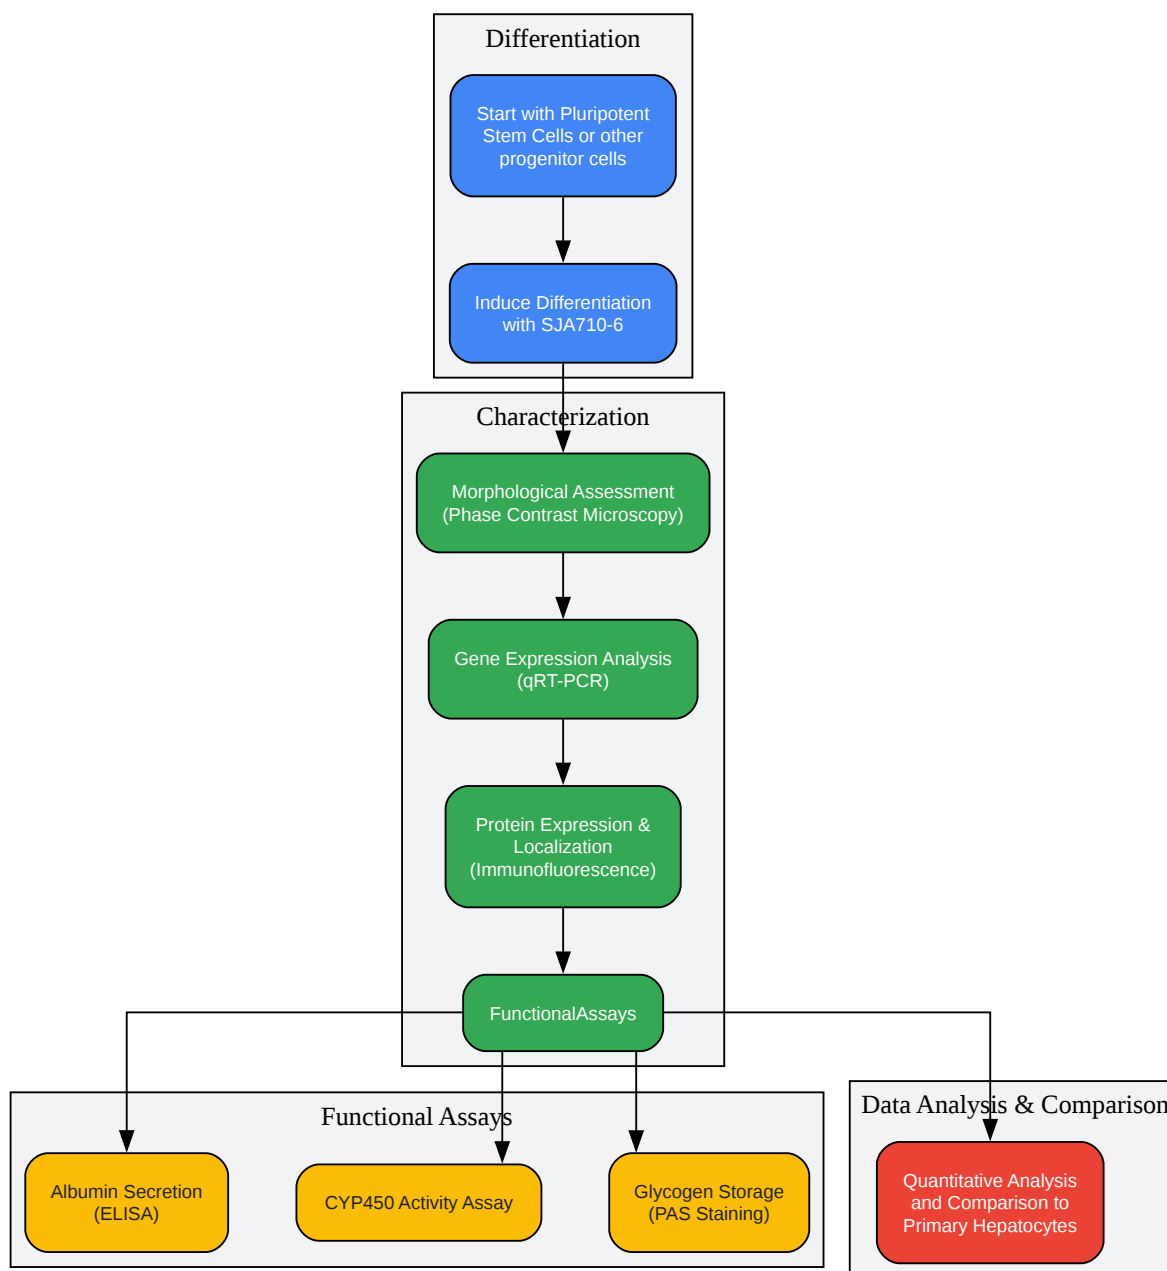 Differentiation
Start with Pluripotent
Stem Cells or other
progenitor cells
Induce Differentiation
with SJA710-6
Characterization
Morphological Assessment
(Phase Contrast Microscopy)
Gene Expression Analysis
(qRT-PCR)
Protein Expression &
Localization
(Immunofluorescence)
FunctionalAssays
Functional Assays
Albumin Secretion
(ELISA)
CYP450 Activity Assay
Glycogen Storage
(PAS Staining)
Data Analysis & Comparison
Quantitative Analysis
and Comparison to
Primary Hepatocytes